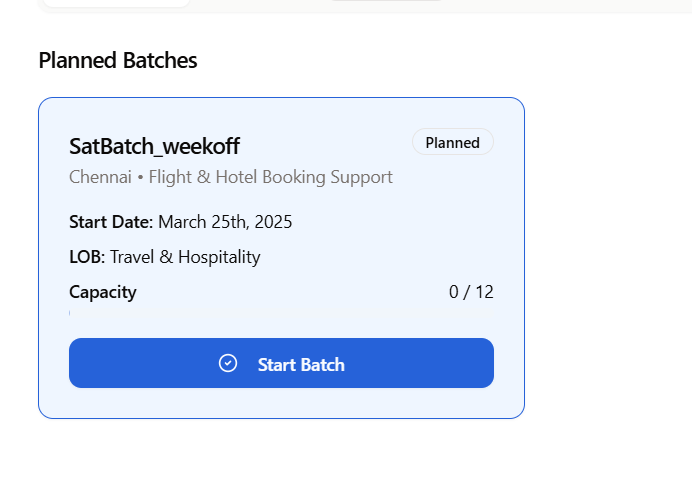 Planned Batches
SatBatch_weekoff
Planned
Chennai • Flight & Hotel Booking Support
Start Date: March 25th, 2025
LOB: Travel & Hospitality
Capacity 0 / 12
Start Batch